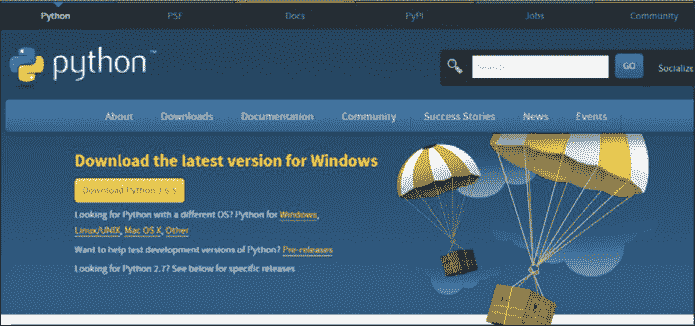 Python PSF Docs PyPI Jobs Community
python™
Search GO Socialize
About Downloads Documentation Community Success Stories News Events
Download the latest version for Windows
Download Python 3.6.5
Looking for Python with a different OS? Python for Windows,
Linux/UNIX, Mac OS X, Other
Want to help test development versions of Python? Pre-releases
Looking for Python 2.7? See below for specific releases